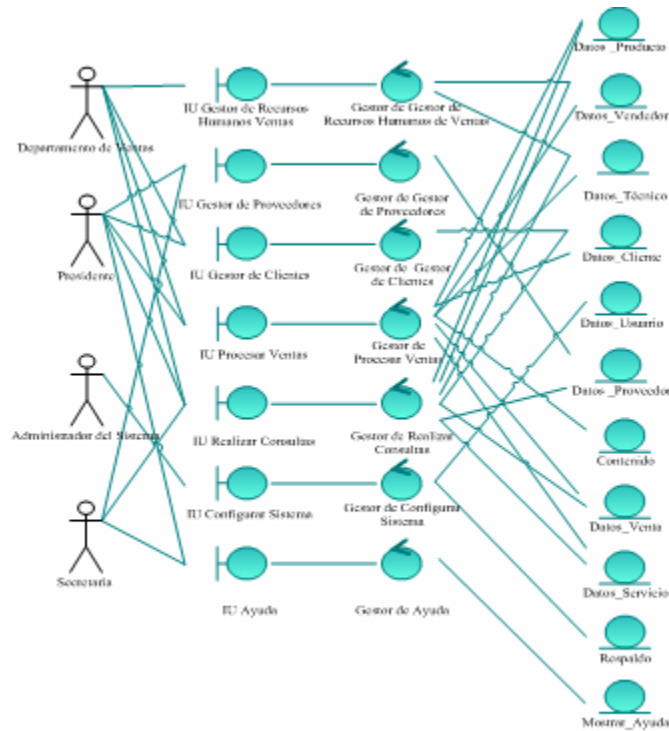 Departamento de Ventas
Presidente
Administrador del Sistema
Secretaria
IU Gestor de Recursos
Humanos Ventas
IU Gestor de Proveedores
IU Gestor de Clientes
IU Procesar Ventas
IU Realizar Consultas
IU Configurar Sistema
IU Ayuda
Gestor de Gestor de
Recursos Humanos de Ventas
Gestor de Gestor
de Proveedores
Gestor de Gestor
de Clientes
Gestor de
Procesar Ventas
Gestor de Realizar
Consultas
Gestor de Configurar
Sistema
Gestor de Ayuda
Datos _Producto
Datos_Vendedor
Datos_Técnico
Datos_Cliente
Datos_Usuario
Datos_Proveedor
Contenido
Datos_Venta
Datos_Servicio
Respaldo
Mostrar_Ayuda